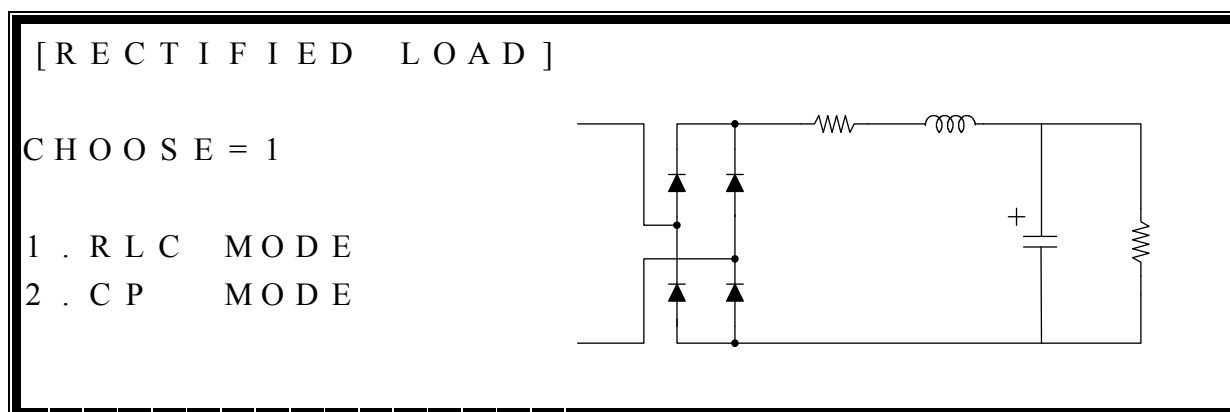 [RECTIFIED LOAD]
CHOOSE=1
1.RLC MODE
2.CP MODE
+